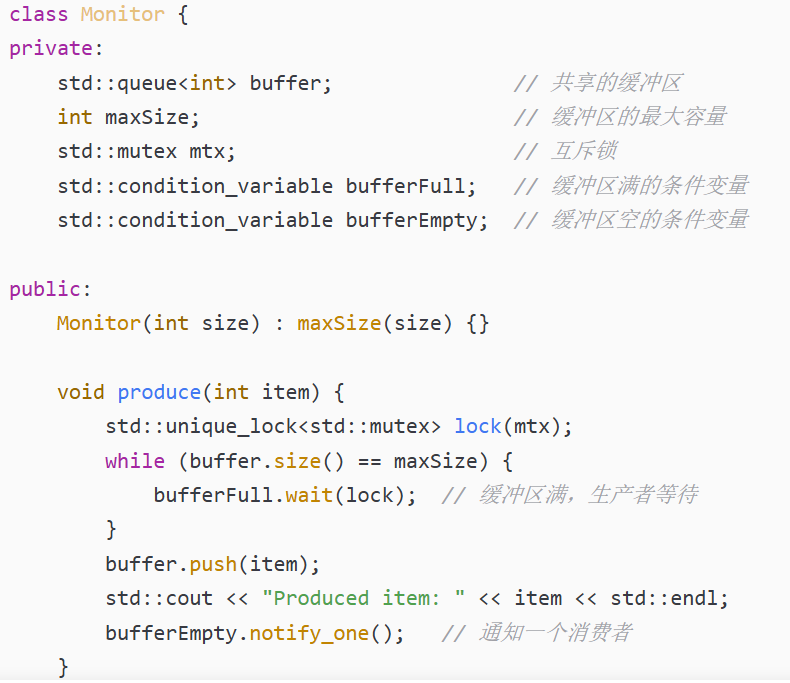 class Monitor {
private:
    std::queue<int> buffer;               // 共享的缓冲区
    int maxSize;                          // 缓冲区的最大容量
    std::mutex mtx;                       // 互斥锁
    std::condition_variable bufferFull;   // 缓冲区满的条件变量
    std::condition_variable bufferEmpty;  // 缓冲区空的条件变量
public:
    Monitor(int size) : maxSize(size) {}
    void produce(int item) {
        std::unique_lock<std::mutex> lock(mtx);
        while (buffer.size() == maxSize) {
            bufferFull.wait(lock);  // 缓冲区满，生产者等待
        }
        buffer.push(item);
        std::cout << "Produced item: " << item << std::endl;
        bufferEmpty.notify_one();   // 通知一个消费者
    }